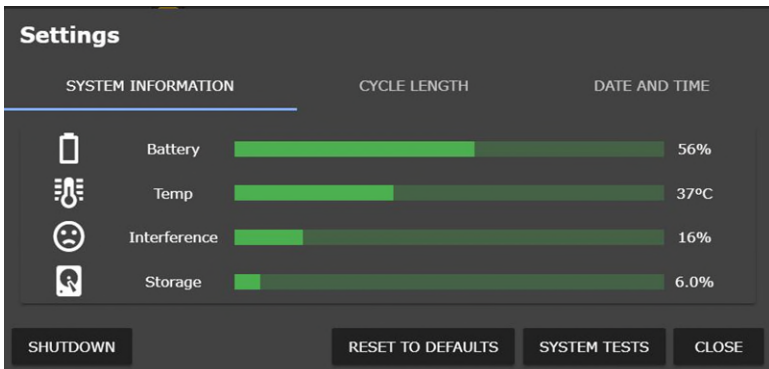 Settings
SYSTEM INFORMATION CYCLE LENGTH DATE AND TIME
Battery 56%
Temp 37ºC
Interference 16%
Storage 6.0%
SHUTDOWN RESET TO DEFAULTS SYSTEM TESTS CLOSE